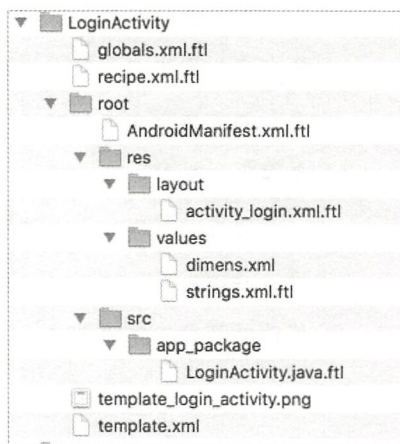 LoginActivity
globals.xml.ftl
recipe.xml.ftl
root
AndroidManifest.xml.ftl
res
layout
activity_login.xml.ftl
values
dimens.xml
strings.xml.ftl
src
app_package
LoginActivity.java.ftl
template_login_activity.png
template.xml